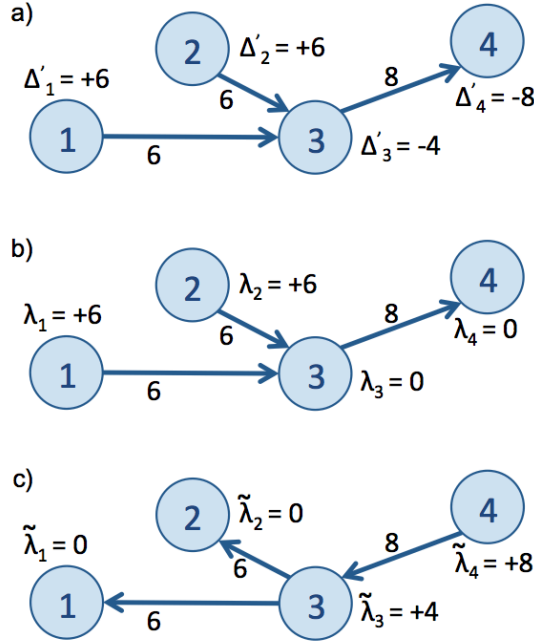 a)
2
Δ′₂ = +6
4
Δ′₁ = +6
8
6
Δ′₄ = -8
1
3
6
Δ′₃ = -4
b)
2
λ₂ = +6
4
λ₁ = +6
8
6
λ₄ = 0
1
3
6
λ₃ = 0
c)
2
λ̃₂ = 0
4
λ̃₁ = 0
8
6
λ̃₄ = +8
1
3
6
λ̃₃ = +4